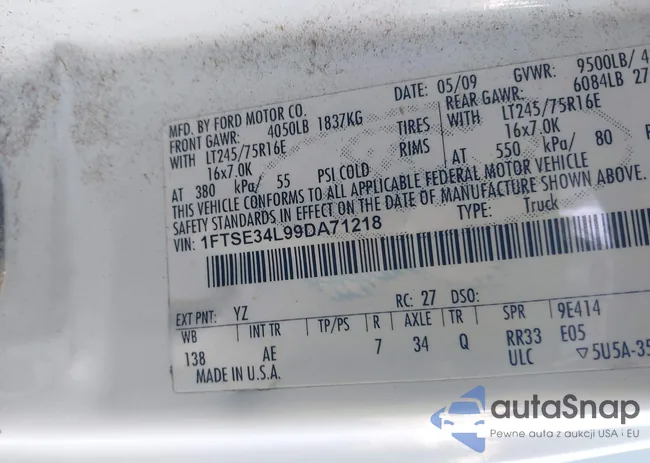 MFD. BY FORD MOTOR CO.
DATE: 05/09
GVWR: 9500LB/ 4
FRONT GAWR: 4050LB 1837KG
REAR GAWR: 6084LB 27
WITH LT245/75R16E TIRES
WITH LT245/75R16E
16x7.0K RIMS
16x7.0K
AT 380 kPa/ 55 PSI COLD
AT 550 kPa/ 80
THIS VEHICLE CONFORMS TO ALL APPLICABLE FEDERAL MOTOR VEHICLE
SAFETY STANDARDS IN EFFECT ON THE DATE OF MANUFACTURE SHOWN ABOVE.
VIN: 1FTSE34L99DA71218
TYPE: Truck
EXT PNT: YZ RC: 27 DSO:
WB INT TR TP/PS R AXLE TR SPR 9E414
138 AE 7 34 Q RR33 E05
MADE IN U.S.A. ULC ▽5U5A-35
autaSnap
Pewne auta z aukcji USA i EU